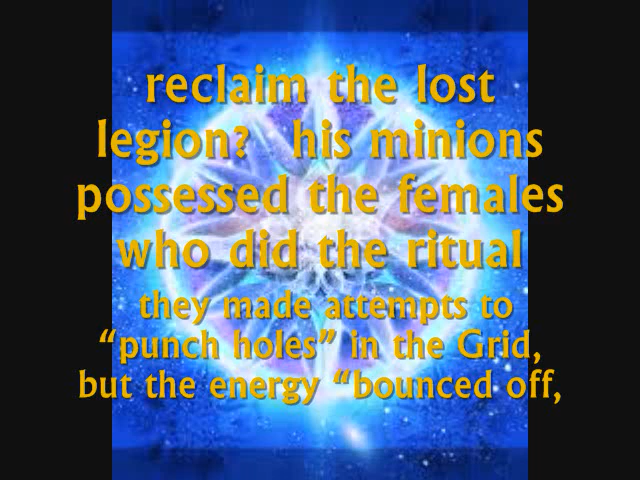 reclaim the lost
legion?  his minions
possessed the females
who did the ritual
they made attempts to
“punch holes” in the Grid,
but the energy “bounced off,